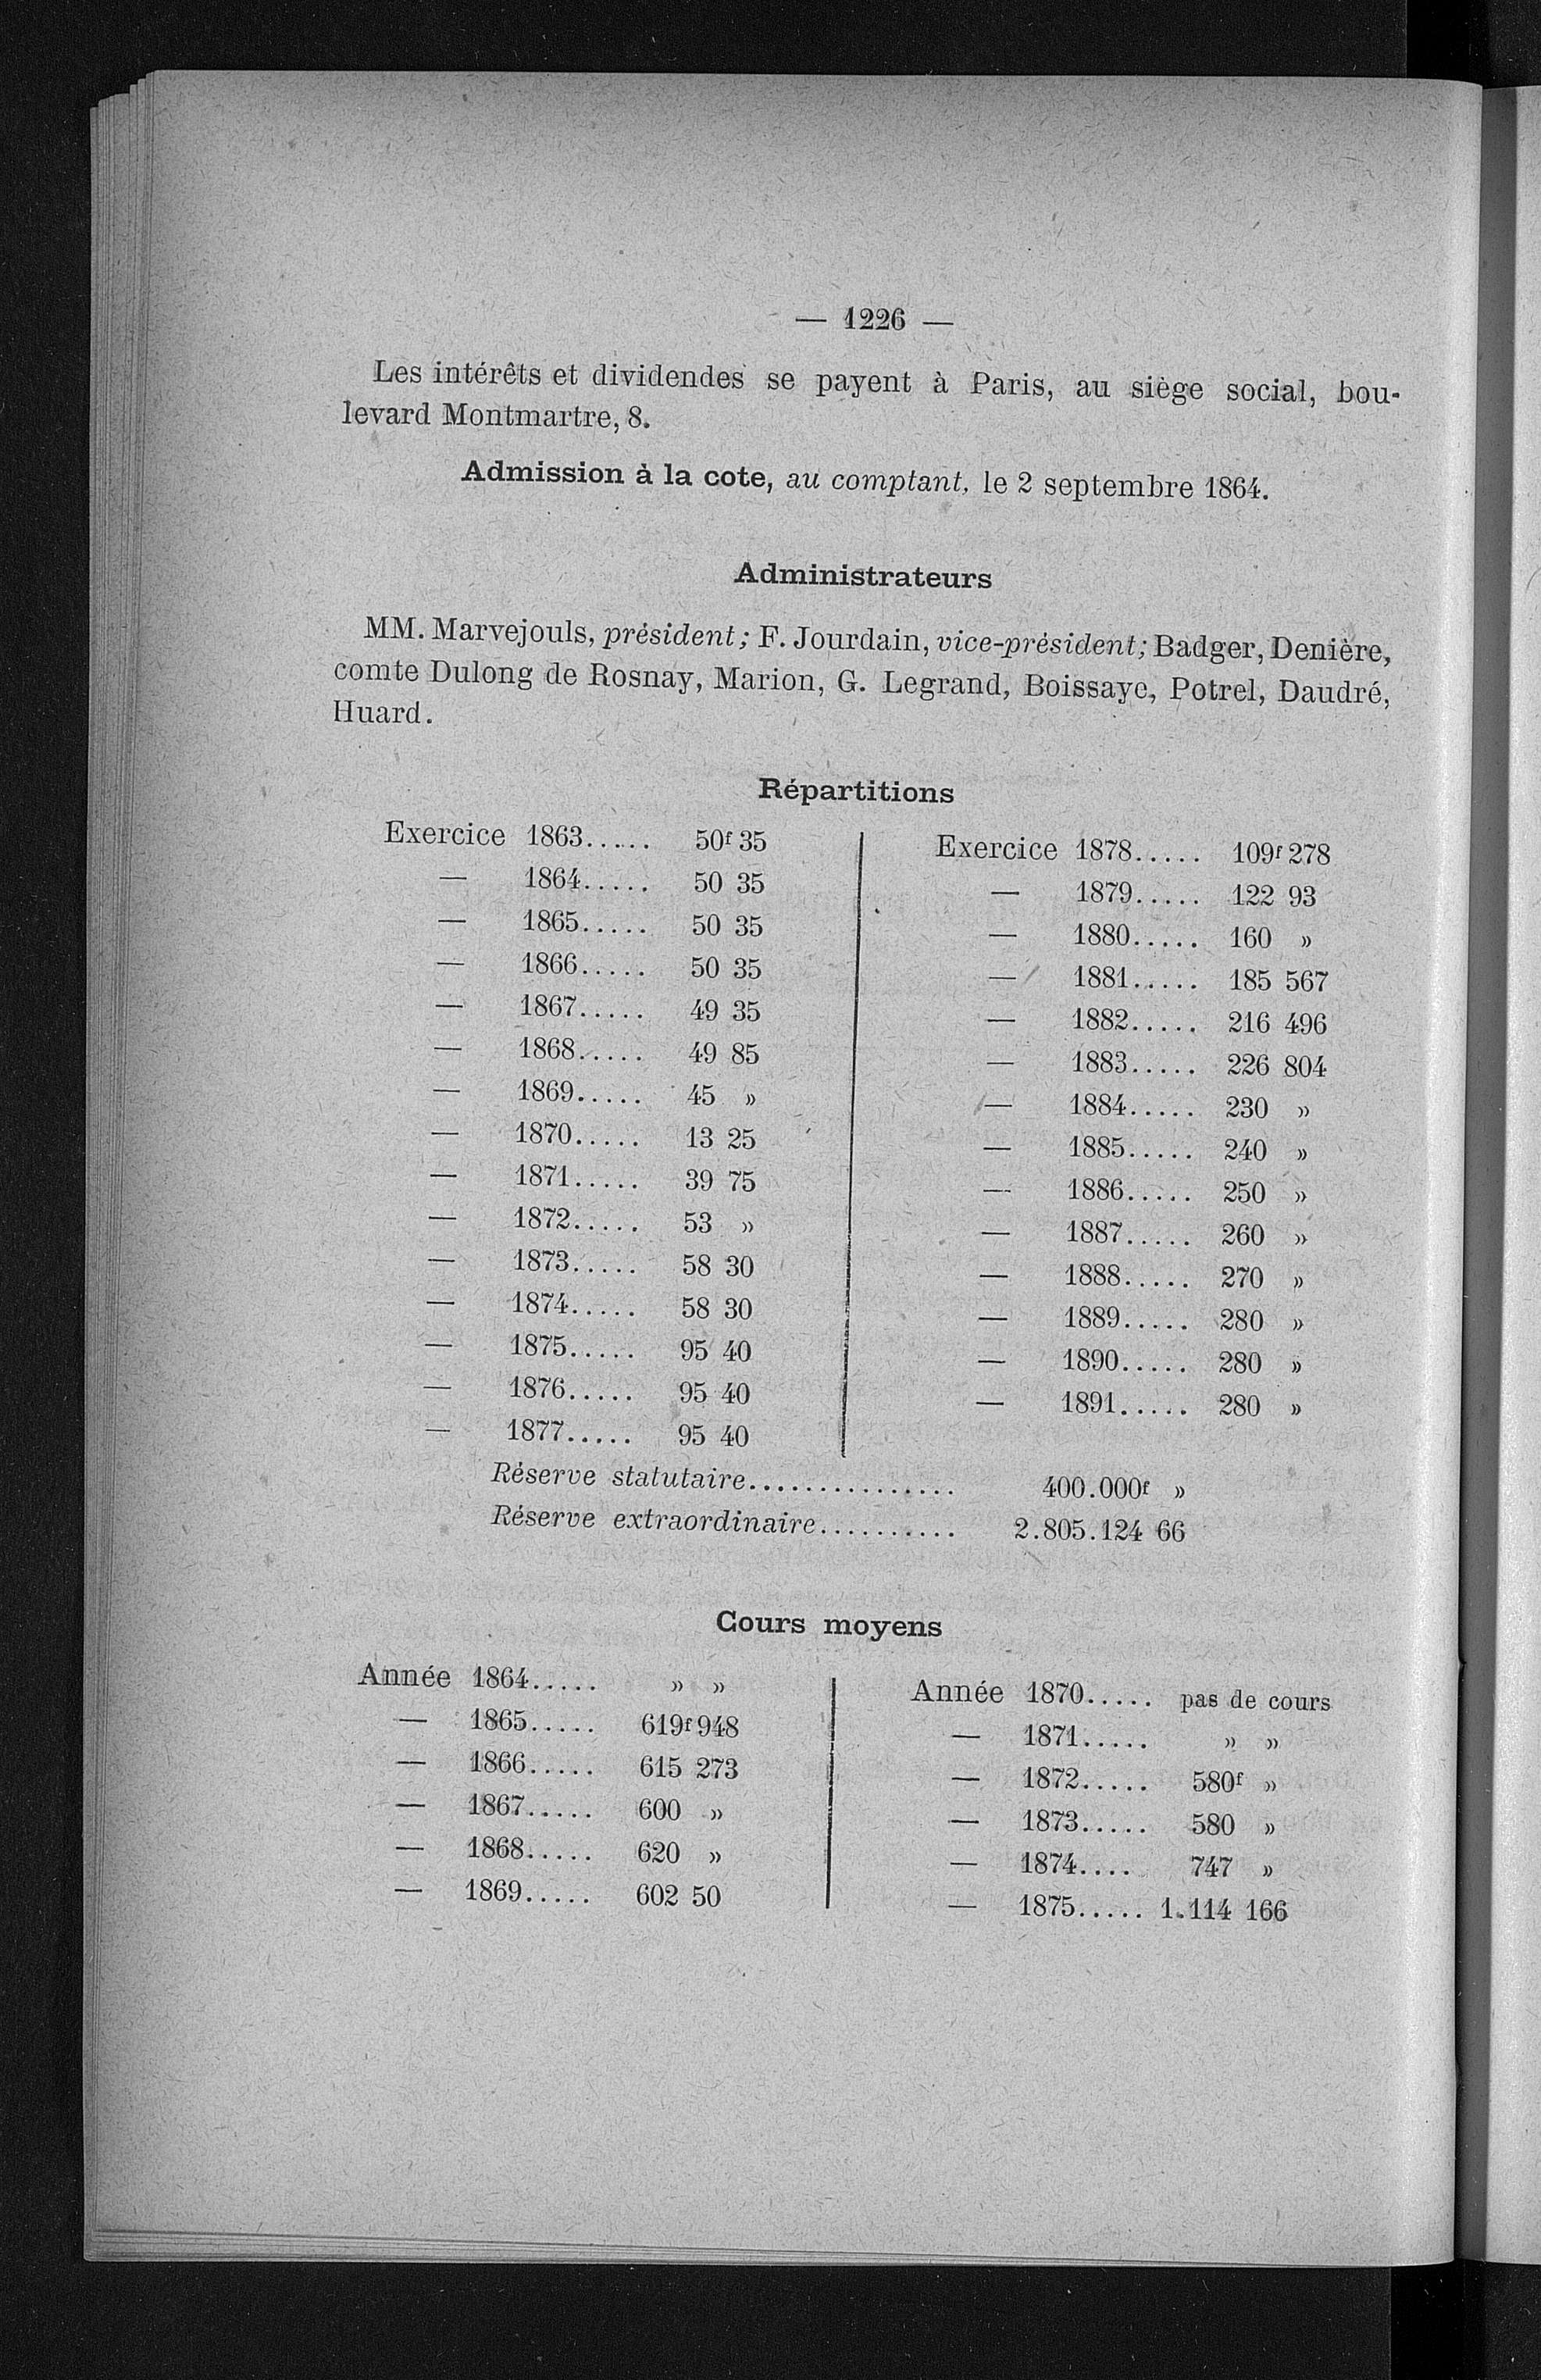 — 1226 —
Les intérêts et dividendes se payent à Paris, au siège social, bou-
levard Montmartre, 8.
Admission à la cote, au comptant, le 2 septembre 1864.
Administrateurs
MM. Marvejouls, président; F. Jourdain, vice-président; Badger, Denière,
comte Dulong de Rosnay, Marion, G. Legrand, Boissaye, Potrel, Daudré,
Huard.
Répartitions
Exercice 1863..... 50f 35
— 1864..... 50 35
— 1865..... 50 35
— 1866..... 50 35
— 1867..... 49 35
— 1868..... 49 85
— 1869..... 45 »
— 1870..... 13 25
— 1871..... 39 75
— 1872..... 53 »
— 1873..... 58 30
— 1874..... 58 30
— 1875..... 95 40
— 1876..... 95 40
— 1877..... 95 40
Exercice 1878..... 109f 278
— 1879..... 122 93
— 1880..... 160 »
— 1881..... 185 567
— 1882..... 216 496
— 1883..... 226 804
— 1884..... 230 »
— 1885..... 240 »
— 1886..... 250 »
— 1887..... 260 »
— 1888..... 270 »
— 1889..... 280 »
— 1890..... 280 »
— 1891..... 280 »
Réserve statutaire............... 400.000f »
Réserve extraordinaire.......... 2.805.124 66
Cours moyens
Année 1864..... » »
— 1865..... 619f 948
— 1866..... 615 273
— 1867..... 600 »
— 1868..... 620 »
— 1869..... 602 50
Année 1870..... pas de cours
— 1871..... » »
— 1872..... 580f »
— 1873..... 580 »
— 1874.... 747 »
— 1875..... 1.114 166